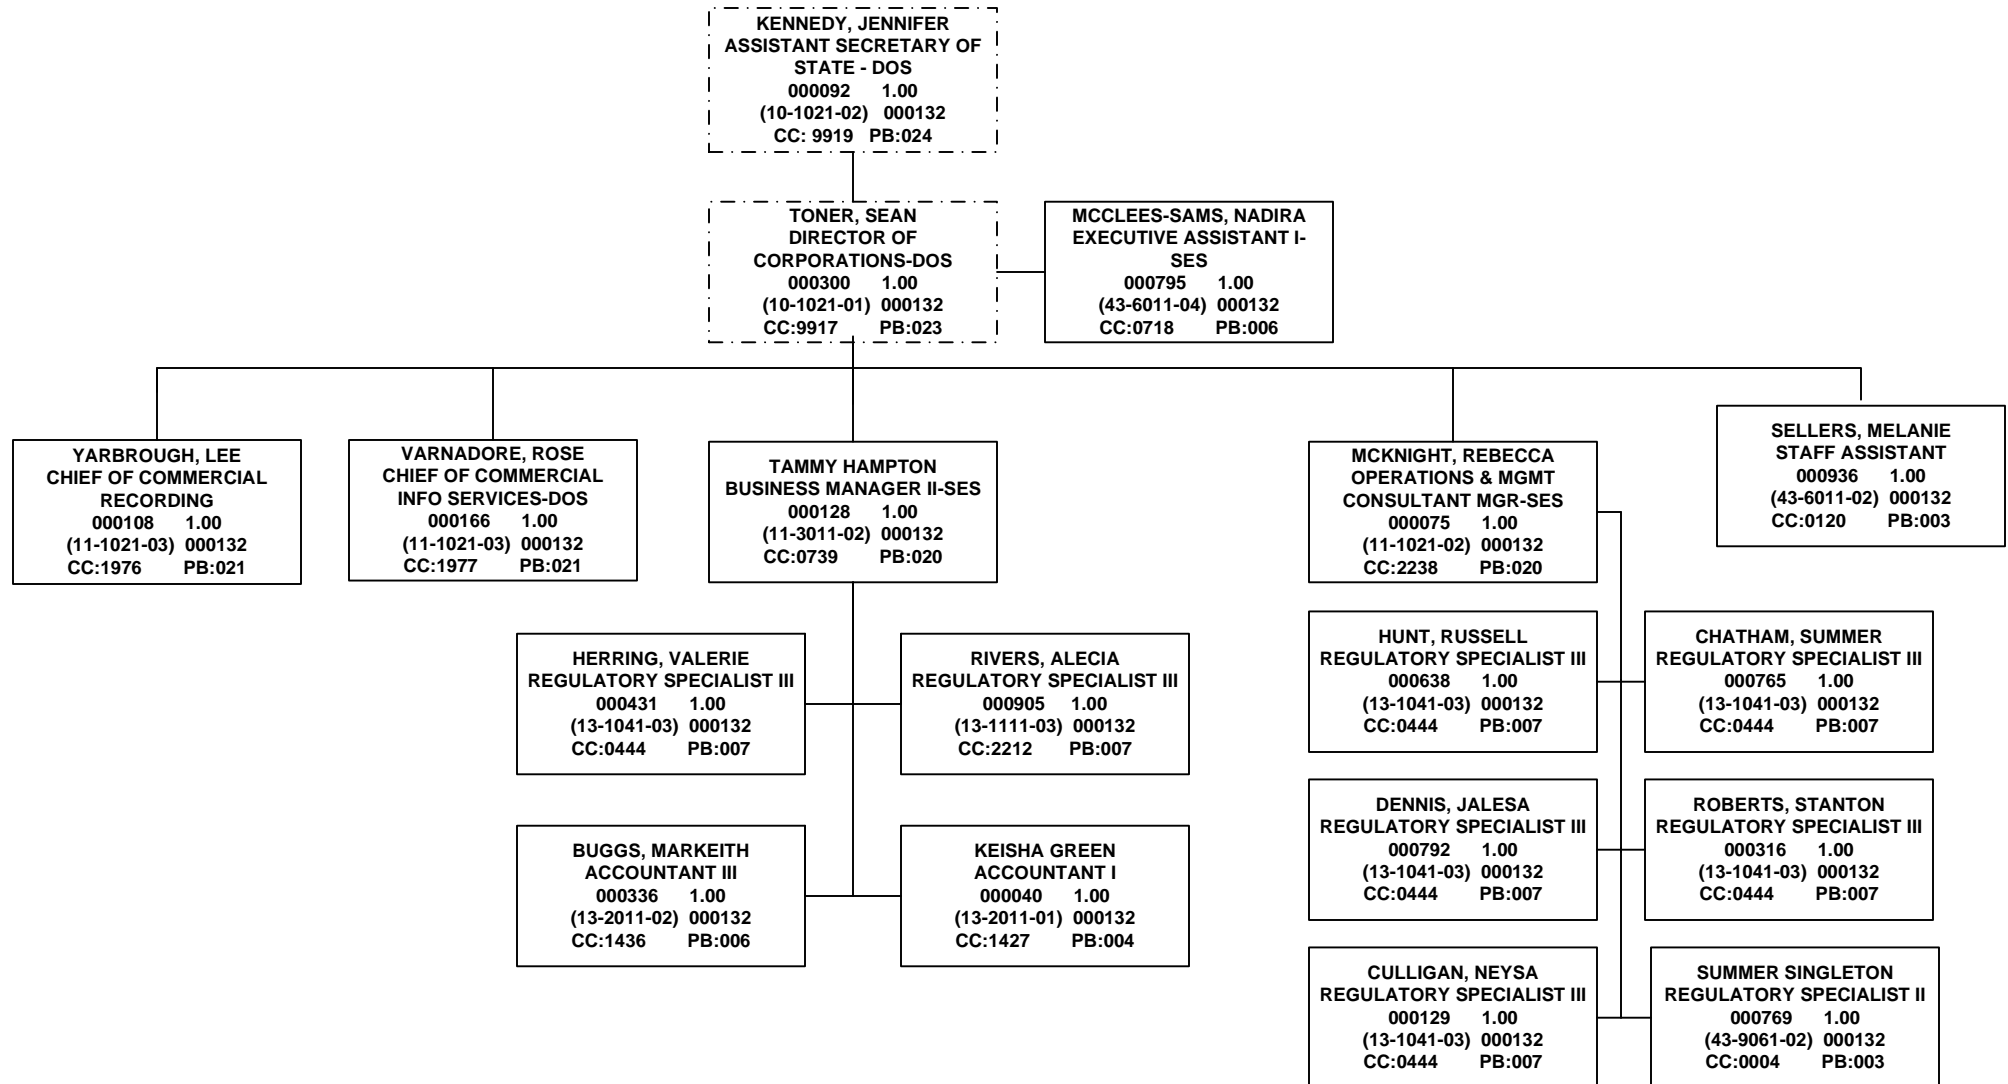 KENNEDY, JENNIFER
ASSISTANT SECRETARY OF
STATE - DOS
000092 1.00
(10-1021-02) 000132
CC: 9919 PB:024
TONER, SEAN
DIRECTOR OF
CORPORATIONS-DOS
000300 1.00
(10-1021-01) 000132
CC:9917 PB:023
MCCLEES-SAMS, NADIRA
EXECUTIVE ASSISTANT I-
SES
000795 1.00
(43-6011-04) 000132
CC:0718 PB:006
YARBROUGH, LEE
CHIEF OF COMMERCIAL
RECORDING
000108 1.00
(11-1021-03) 000132
CC:1976 PB:021
VARNADORE, ROSE
CHIEF OF COMMERCIAL
INFO SERVICES-DOS
000166 1.00
(11-1021-03) 000132
CC:1977 PB:021
TAMMY HAMPTON
BUSINESS MANAGER II-SES
000128 1.00
(11-3011-02) 000132
CC:0739 PB:020
MCKNIGHT, REBECCA
OPERATIONS & MGMT
CONSULTANT MGR-SES
000075 1.00
(11-1021-02) 000132
CC:2238 PB:020
SELLERS, MELANIE
STAFF ASSISTANT
000936 1.00
(43-6011-02) 000132
CC:0120 PB:003
HERRING, VALERIE
REGULATORY SPECIALIST III
000431 1.00
(13-1041-03) 000132
CC:0444 PB:007
RIVERS, ALECIA
REGULATORY SPECIALIST III
000905 1.00
(13-1111-03) 000132
CC:2212 PB:007
BUGGS, MARKEITH
ACCOUNTANT III
000336 1.00
(13-2011-02) 000132
CC:1436 PB:006
KEISHA GREEN
ACCOUNTANT I
000040 1.00
(13-2011-01) 000132
CC:1427 PB:004
HUNT, RUSSELL
REGULATORY SPECIALIST III
000638 1.00
(13-1041-03) 000132
CC:0444 PB:007
CHATHAM, SUMMER
REGULATORY SPECIALIST III
000765 1.00
(13-1041-03) 000132
CC:0444 PB:007
DENNIS, JALESA
REGULATORY SPECIALIST III
000792 1.00
(13-1041-03) 000132
CC:0444 PB:007
ROBERTS, STANTON
REGULATORY SPECIALIST III
000316 1.00
(13-1041-03) 000132
CC:0444 PB:007
CULLIGAN, NEYSA
REGULATORY SPECIALIST III
000129 1.00
(13-1041-03) 000132
CC:0444 PB:007
SUMMER SINGLETON
REGULATORY SPECIALIST II
000769 1.00
(43-9061-02) 000132
CC:0004 PB:003